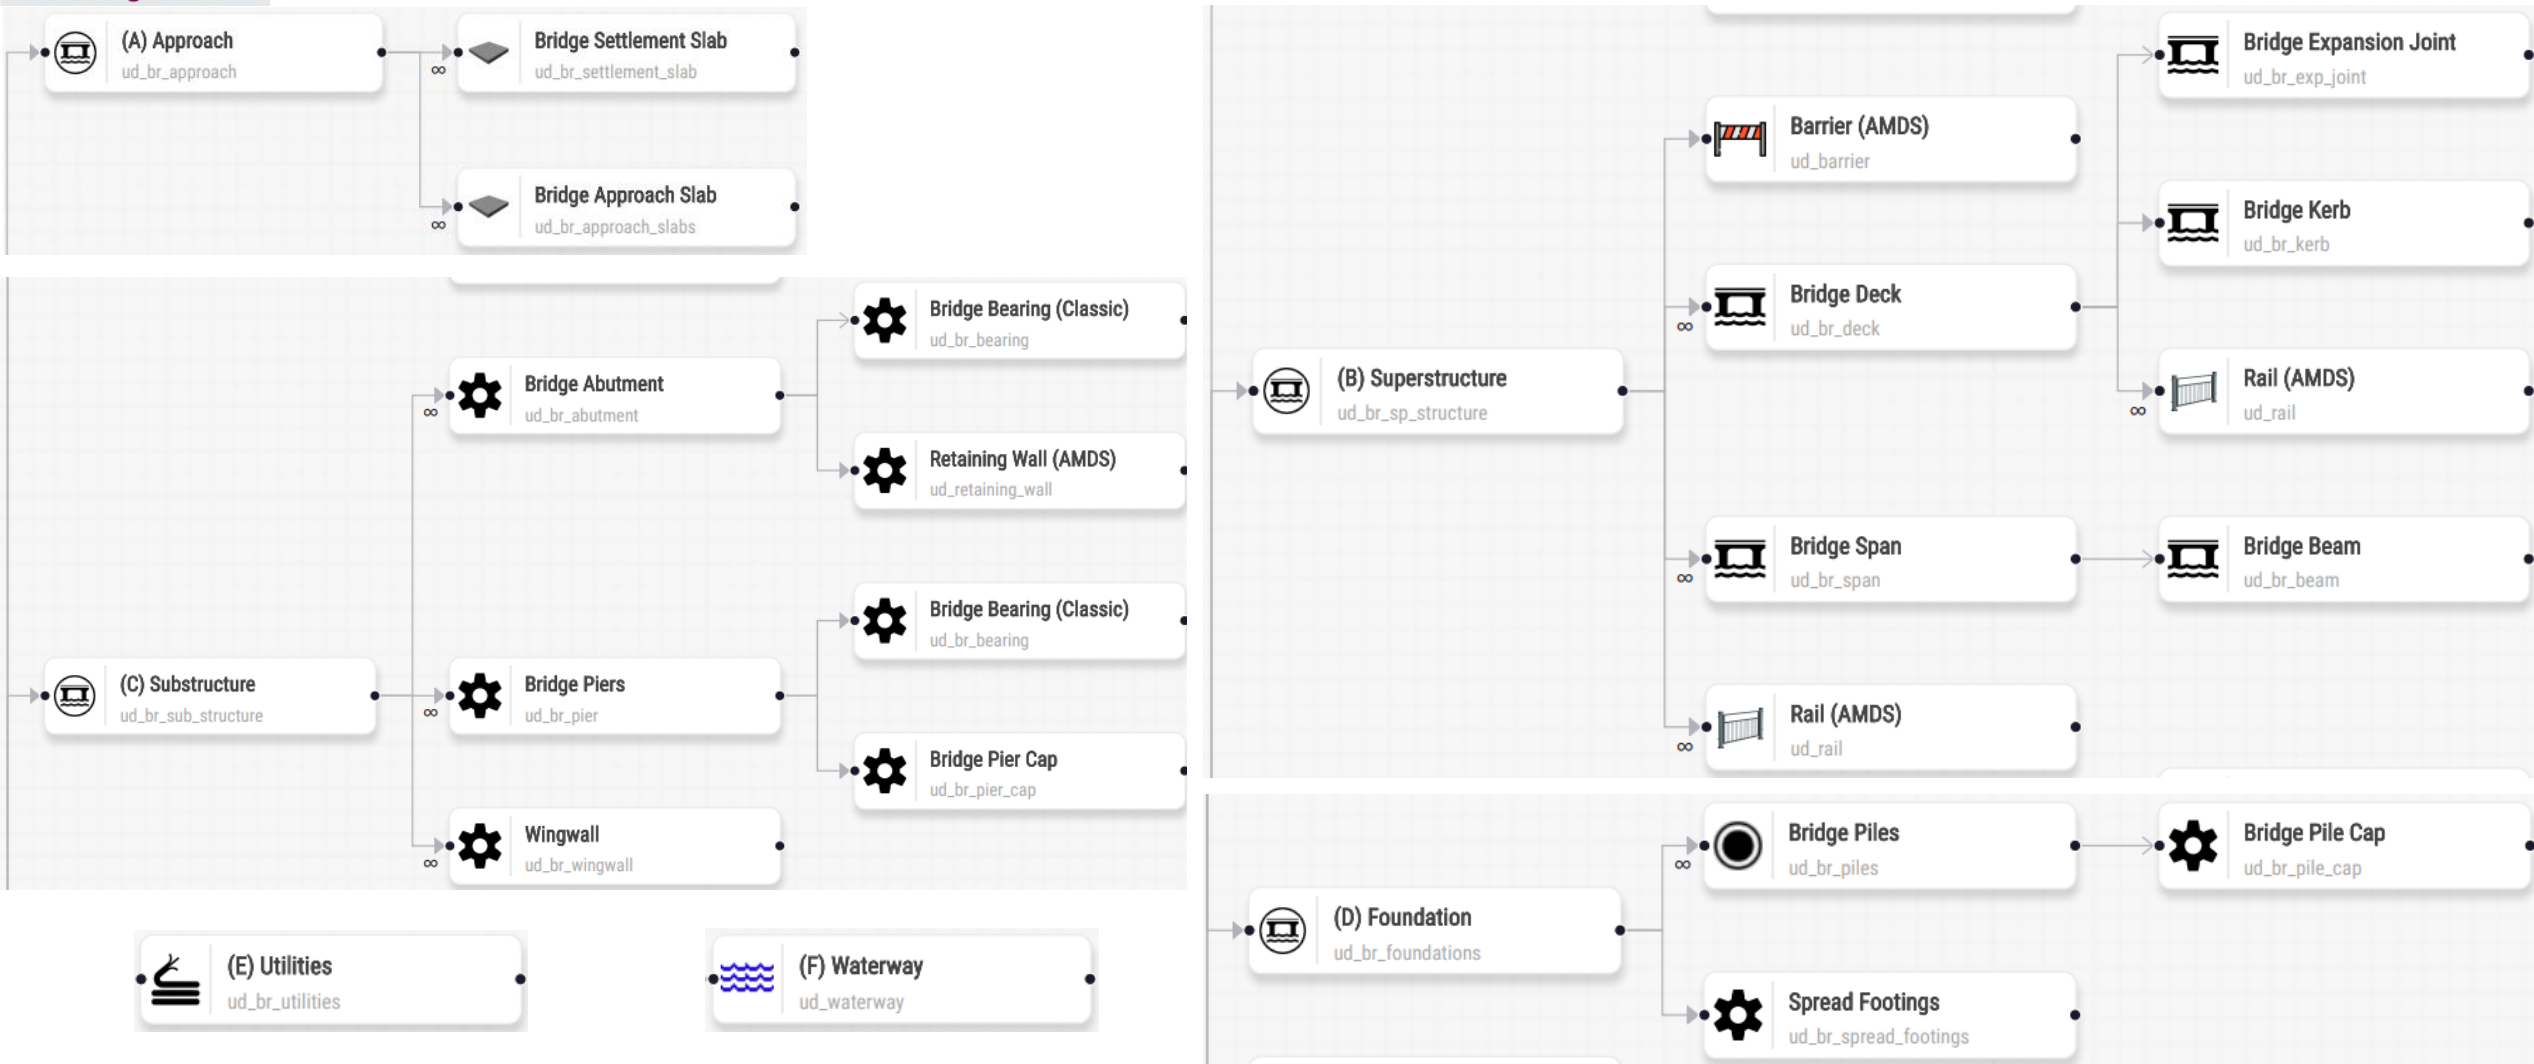 (A) Approach
ud_br_approach
∞
Bridge Settlement Slab
ud_br_settlement_slab
∞
Bridge Approach Slab
ud_br_approach_slabs
(C) Substructure
ud_br_sub_structure
∞
Bridge Abutment
ud_br_abutment
Bridge Bearing (Classic)
ud_br_bearing
Retaining Wall (AMDS)
ud_retaining_wall
∞
Bridge Piers
ud_br_pier
Bridge Bearing (Classic)
ud_br_bearing
Bridge Pier Cap
ud_br_pier_cap
∞
Wingwall
ud_br_wingwall
(E) Utilities
ud_br_utilities
(F) Waterway
ud_waterway
(B) Superstructure
ud_br_sp_structure
Barrier (AMDS)
ud_barrier
∞
Bridge Deck
ud_br_deck
Bridge Expansion Joint
ud_br_exp_joint
Bridge Kerb
ud_br_kerb
∞
Rail (AMDS)
ud_rail
∞
Bridge Span
ud_br_span
Bridge Beam
ud_br_beam
∞
Rail (AMDS)
ud_rail
(D) Foundation
ud_br_foundations
∞
Bridge Piles
ud_br_piles
Bridge Pile Cap
ud_br_pile_cap
Spread Footings
ud_br_spread_footings